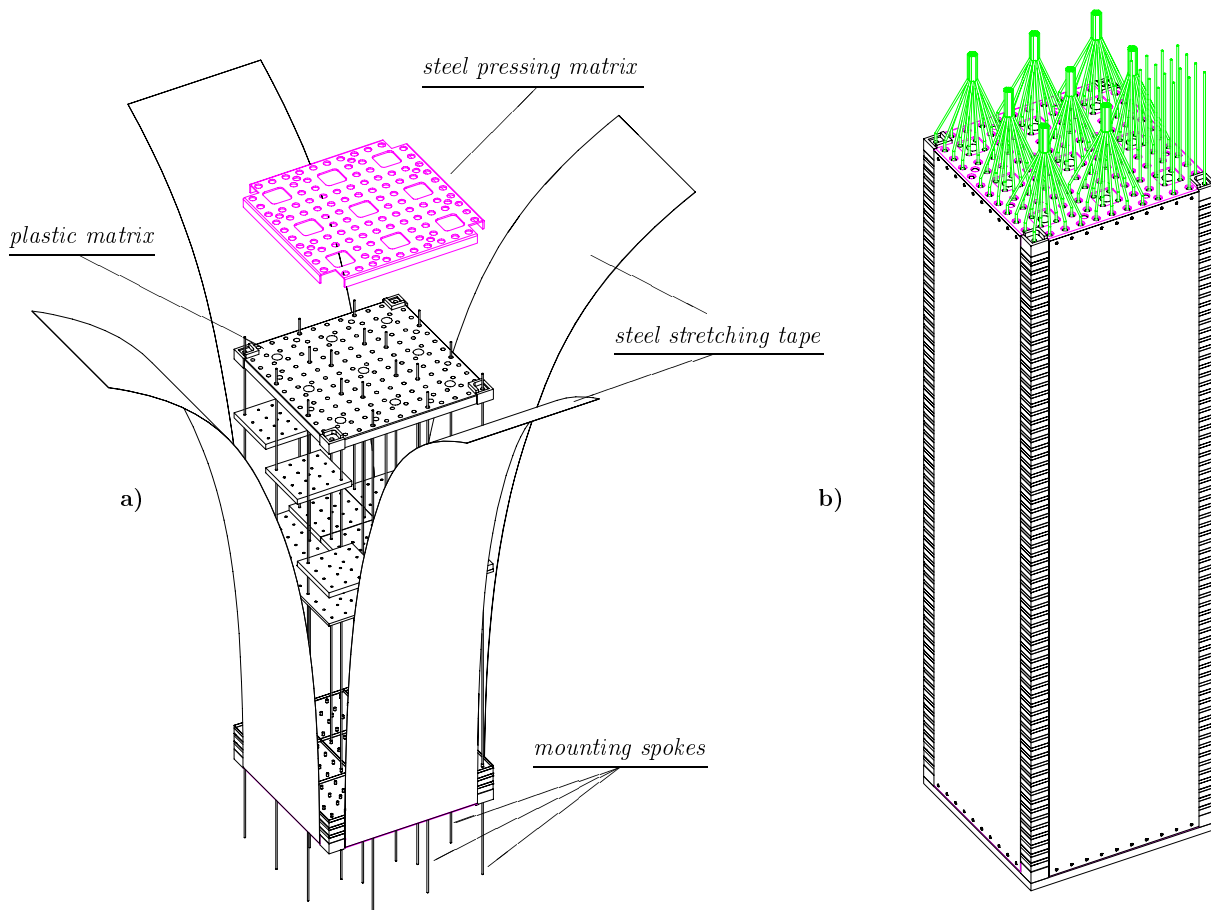 steel pressing matrix
plastic matrix
steel stretching tape
a)
b)
mounting spokes